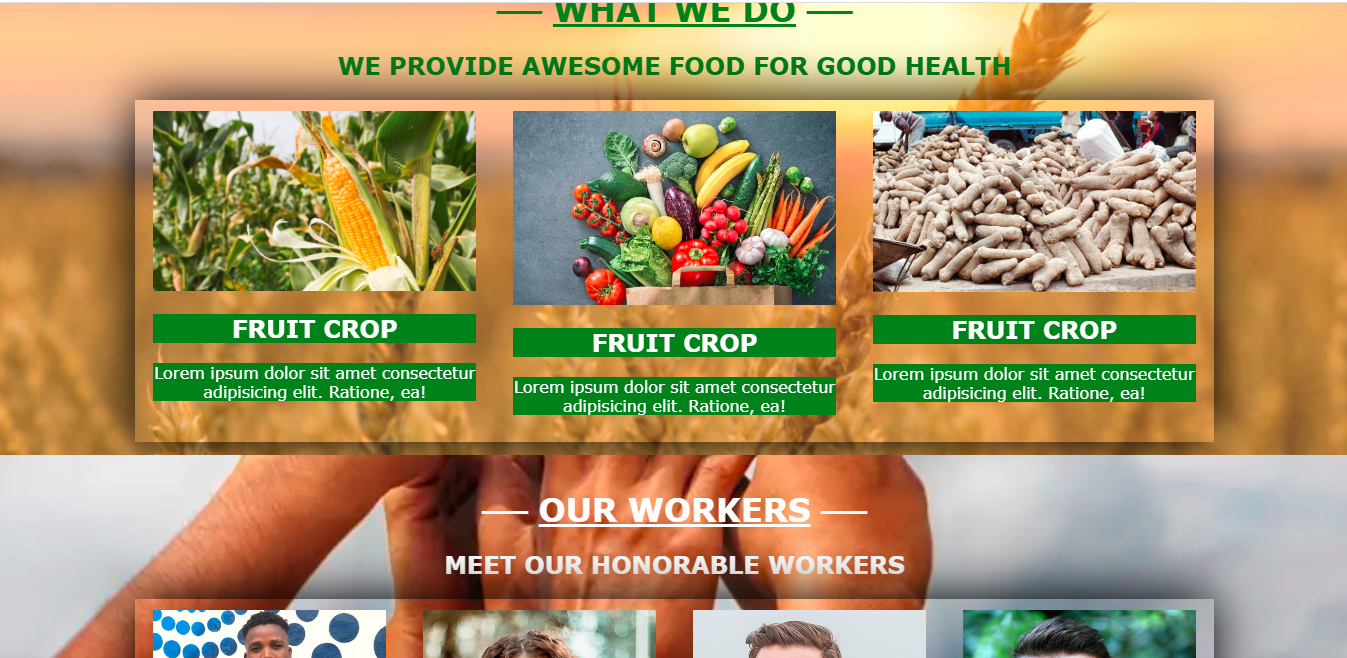 WHAT WE DO
WE PROVIDE AWESOME FOOD FOR GOOD HEALTH
FRUIT CROP
Lorem ipsum dolor sit amet consectetur
adipisicing elit. Ratione, ea!
FRUIT CROP
Lorem ipsum dolor sit amet consectetur
adipisicing elit. Ratione, ea!
FRUIT CROP
Lorem ipsum dolor sit amet consectetur
adipisicing elit. Ratione, ea!
OUR WORKERS
MEET OUR HONORABLE WORKERS